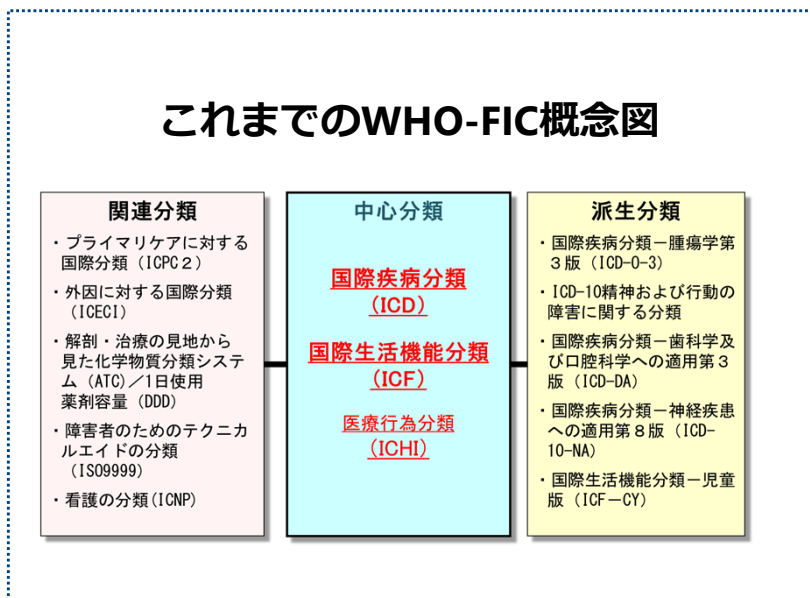 これまでのWHO-FIC概念図
関連分類
・プライマリケアに対する
国際分類（ICPC２）
・外因に対する国際分類
（ICECI）
・解剖・治療の見地から
見た化学物質分類システ
ム（ATC）／1日使用
薬剤容量（DDD）
・障害者のためのテクニカ
ルエイドの分類
（ISO9999）
・看護の分類(ICNP)
中心分類
国際疾病分類
（ICD）
国際生活機能分類
（ICF）
医療行為分類
（ICHI）
派生分類
・国際疾病分類－腫瘍学第
３版（ICD-O-3）
・ICD-10精神および行動の
障害に関する分類
・国際疾病分類－歯科学及
び口腔科学への適用第３
版（ICD-DA）
・国際疾病分類－神経疾患
への適用第８版（ICD-
10-NA）
・国際生活機能分類－児童
版（ICF－CY）